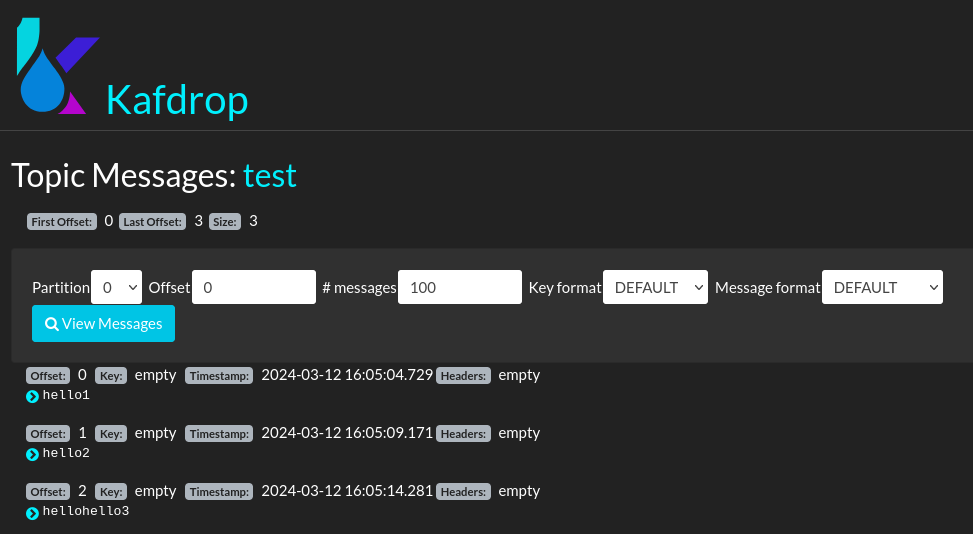 Kafdrop
Topic Messages: test
First Offset: 0 Last Offset: 3 Size: 3
Partition 0 Offset 0 # messages 100 Key format DEFAULT Message format DEFAULT
View Messages
Offset: 0 Key: empty Timestamp: 2024-03-12 16:05:04.729 Headers: empty
hello1
Offset: 1 Key: empty Timestamp: 2024-03-12 16:05:09.171 Headers: empty
hello2
Offset: 2 Key: empty Timestamp: 2024-03-12 16:05:14.281 Headers: empty
hellohello3